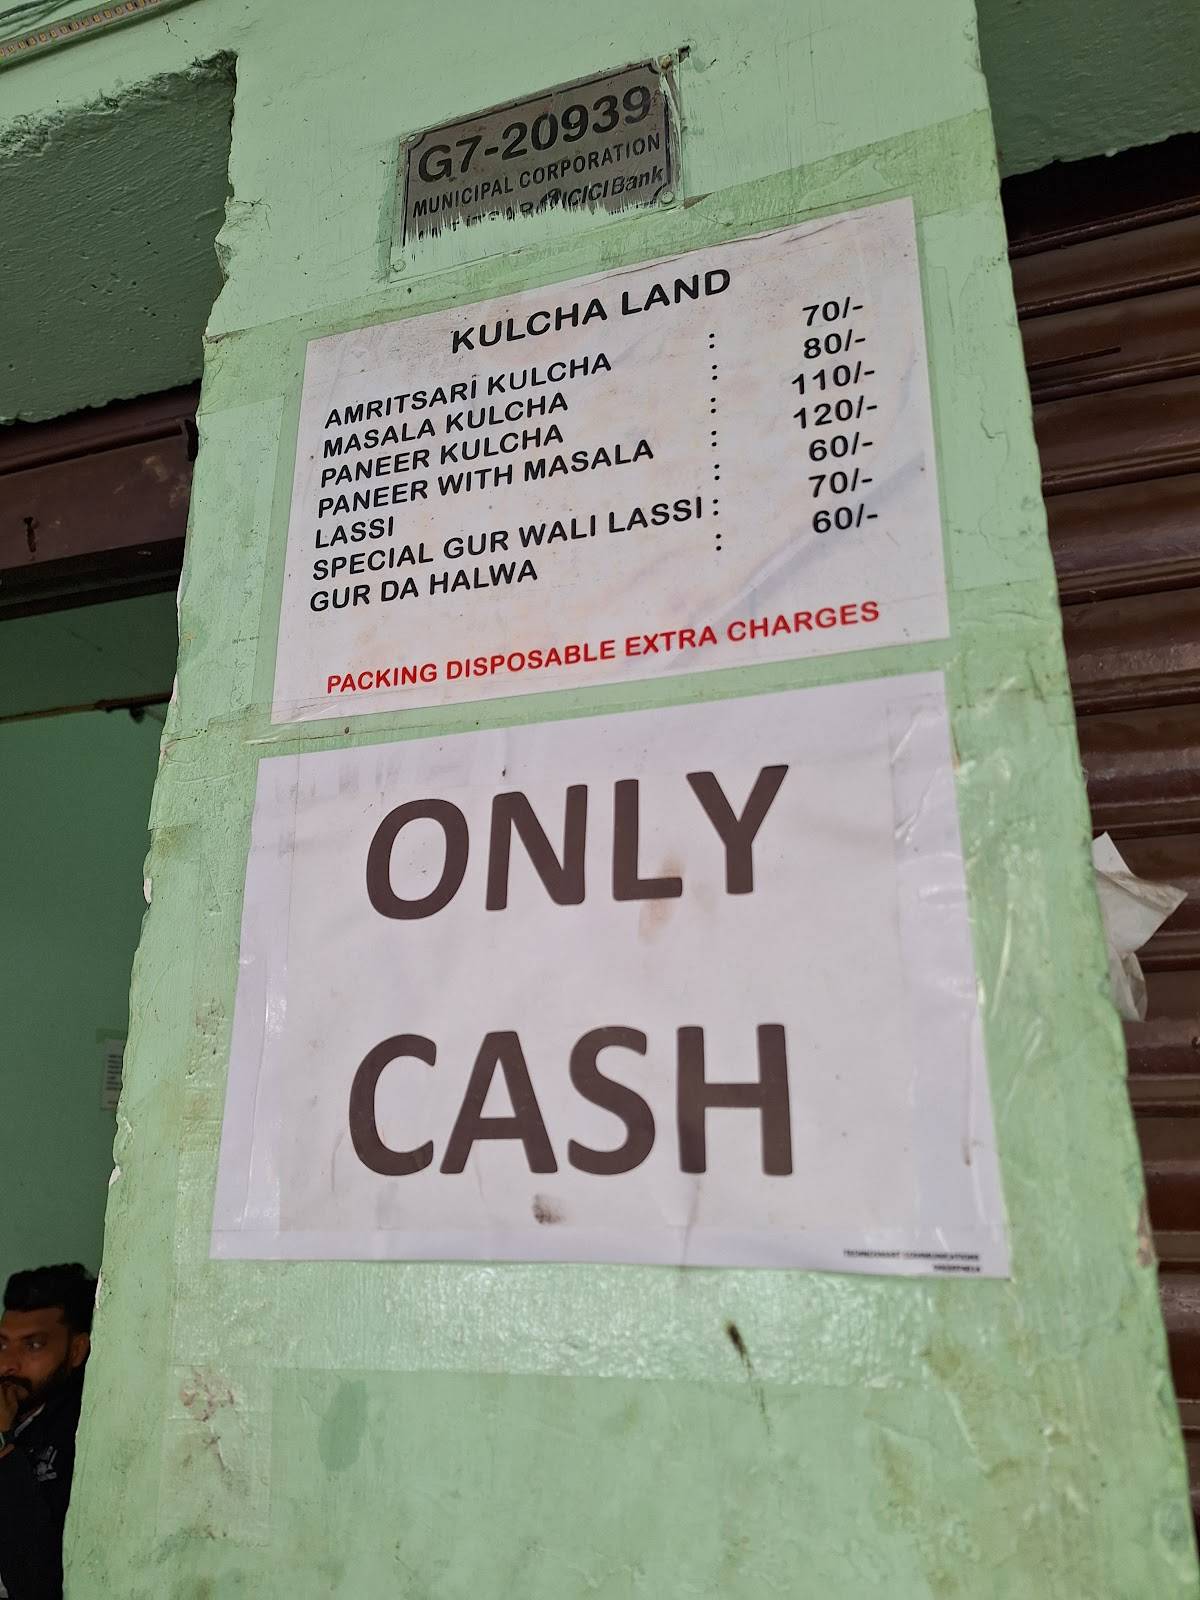 G7-20939
MUNICIPAL CORPORATION
ICICI Bank
KULCHA LAND
AMRITSARI KULCHA : 70/-
MASALA KULCHA : 80/-
PANEER KULCHA : 110/-
PANEER WITH MASALA : 120/-
LASSI : 60/-
SPECIAL GUR WALI LASSI : 70/-
GUR DA HALWA : 60/-
PACKING DISPOSABLE EXTRA CHARGES
ONLY
CASH
COMMUNICATIONS